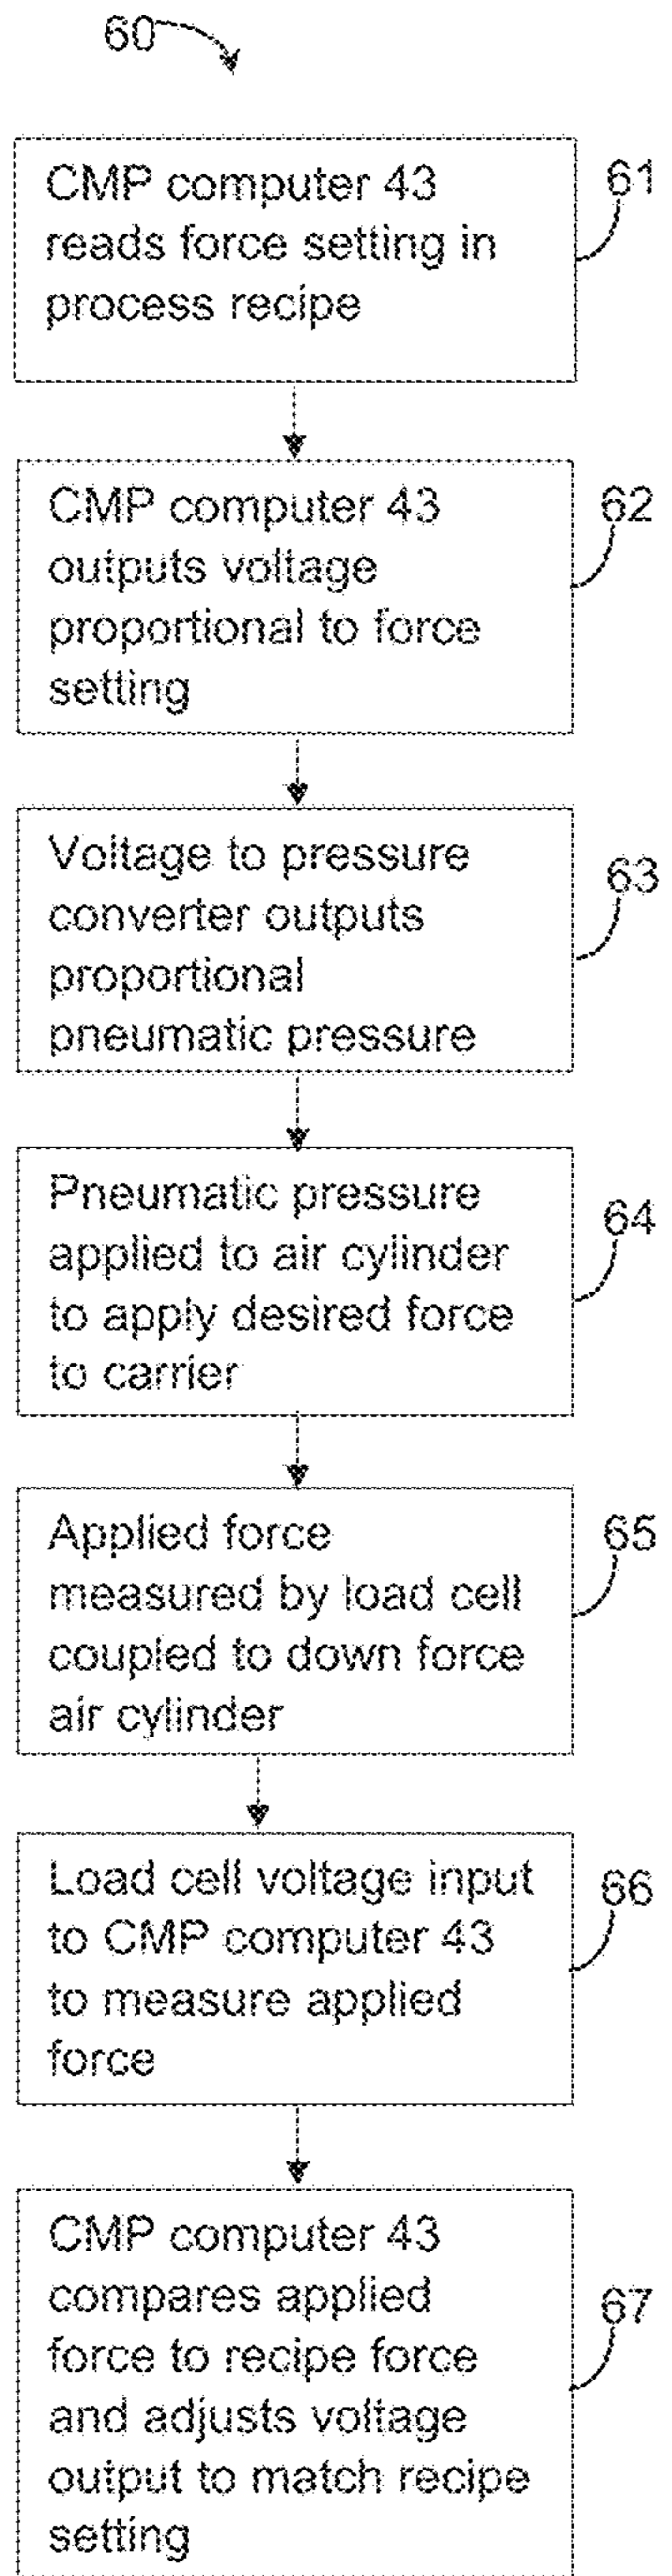 60
CMP computer 43
reads force setting in
process recipe
61
CMP computer 43
outputs voltage
proportional to force
setting
62
Voltage to pressure
converter outputs
proportional
pneumatic pressure
63
Pneumatic pressure
applied to air cylinder
to apply desired force
to carrier
64
Applied force
measured by load cell
coupled to down force
air cylinder
65
Load cell voltage input
to CMP computer 43
to measure applied
force
66
CMP computer 43
compares applied
force to recipe force
and adjusts voltage
output to match recipe
setting
67